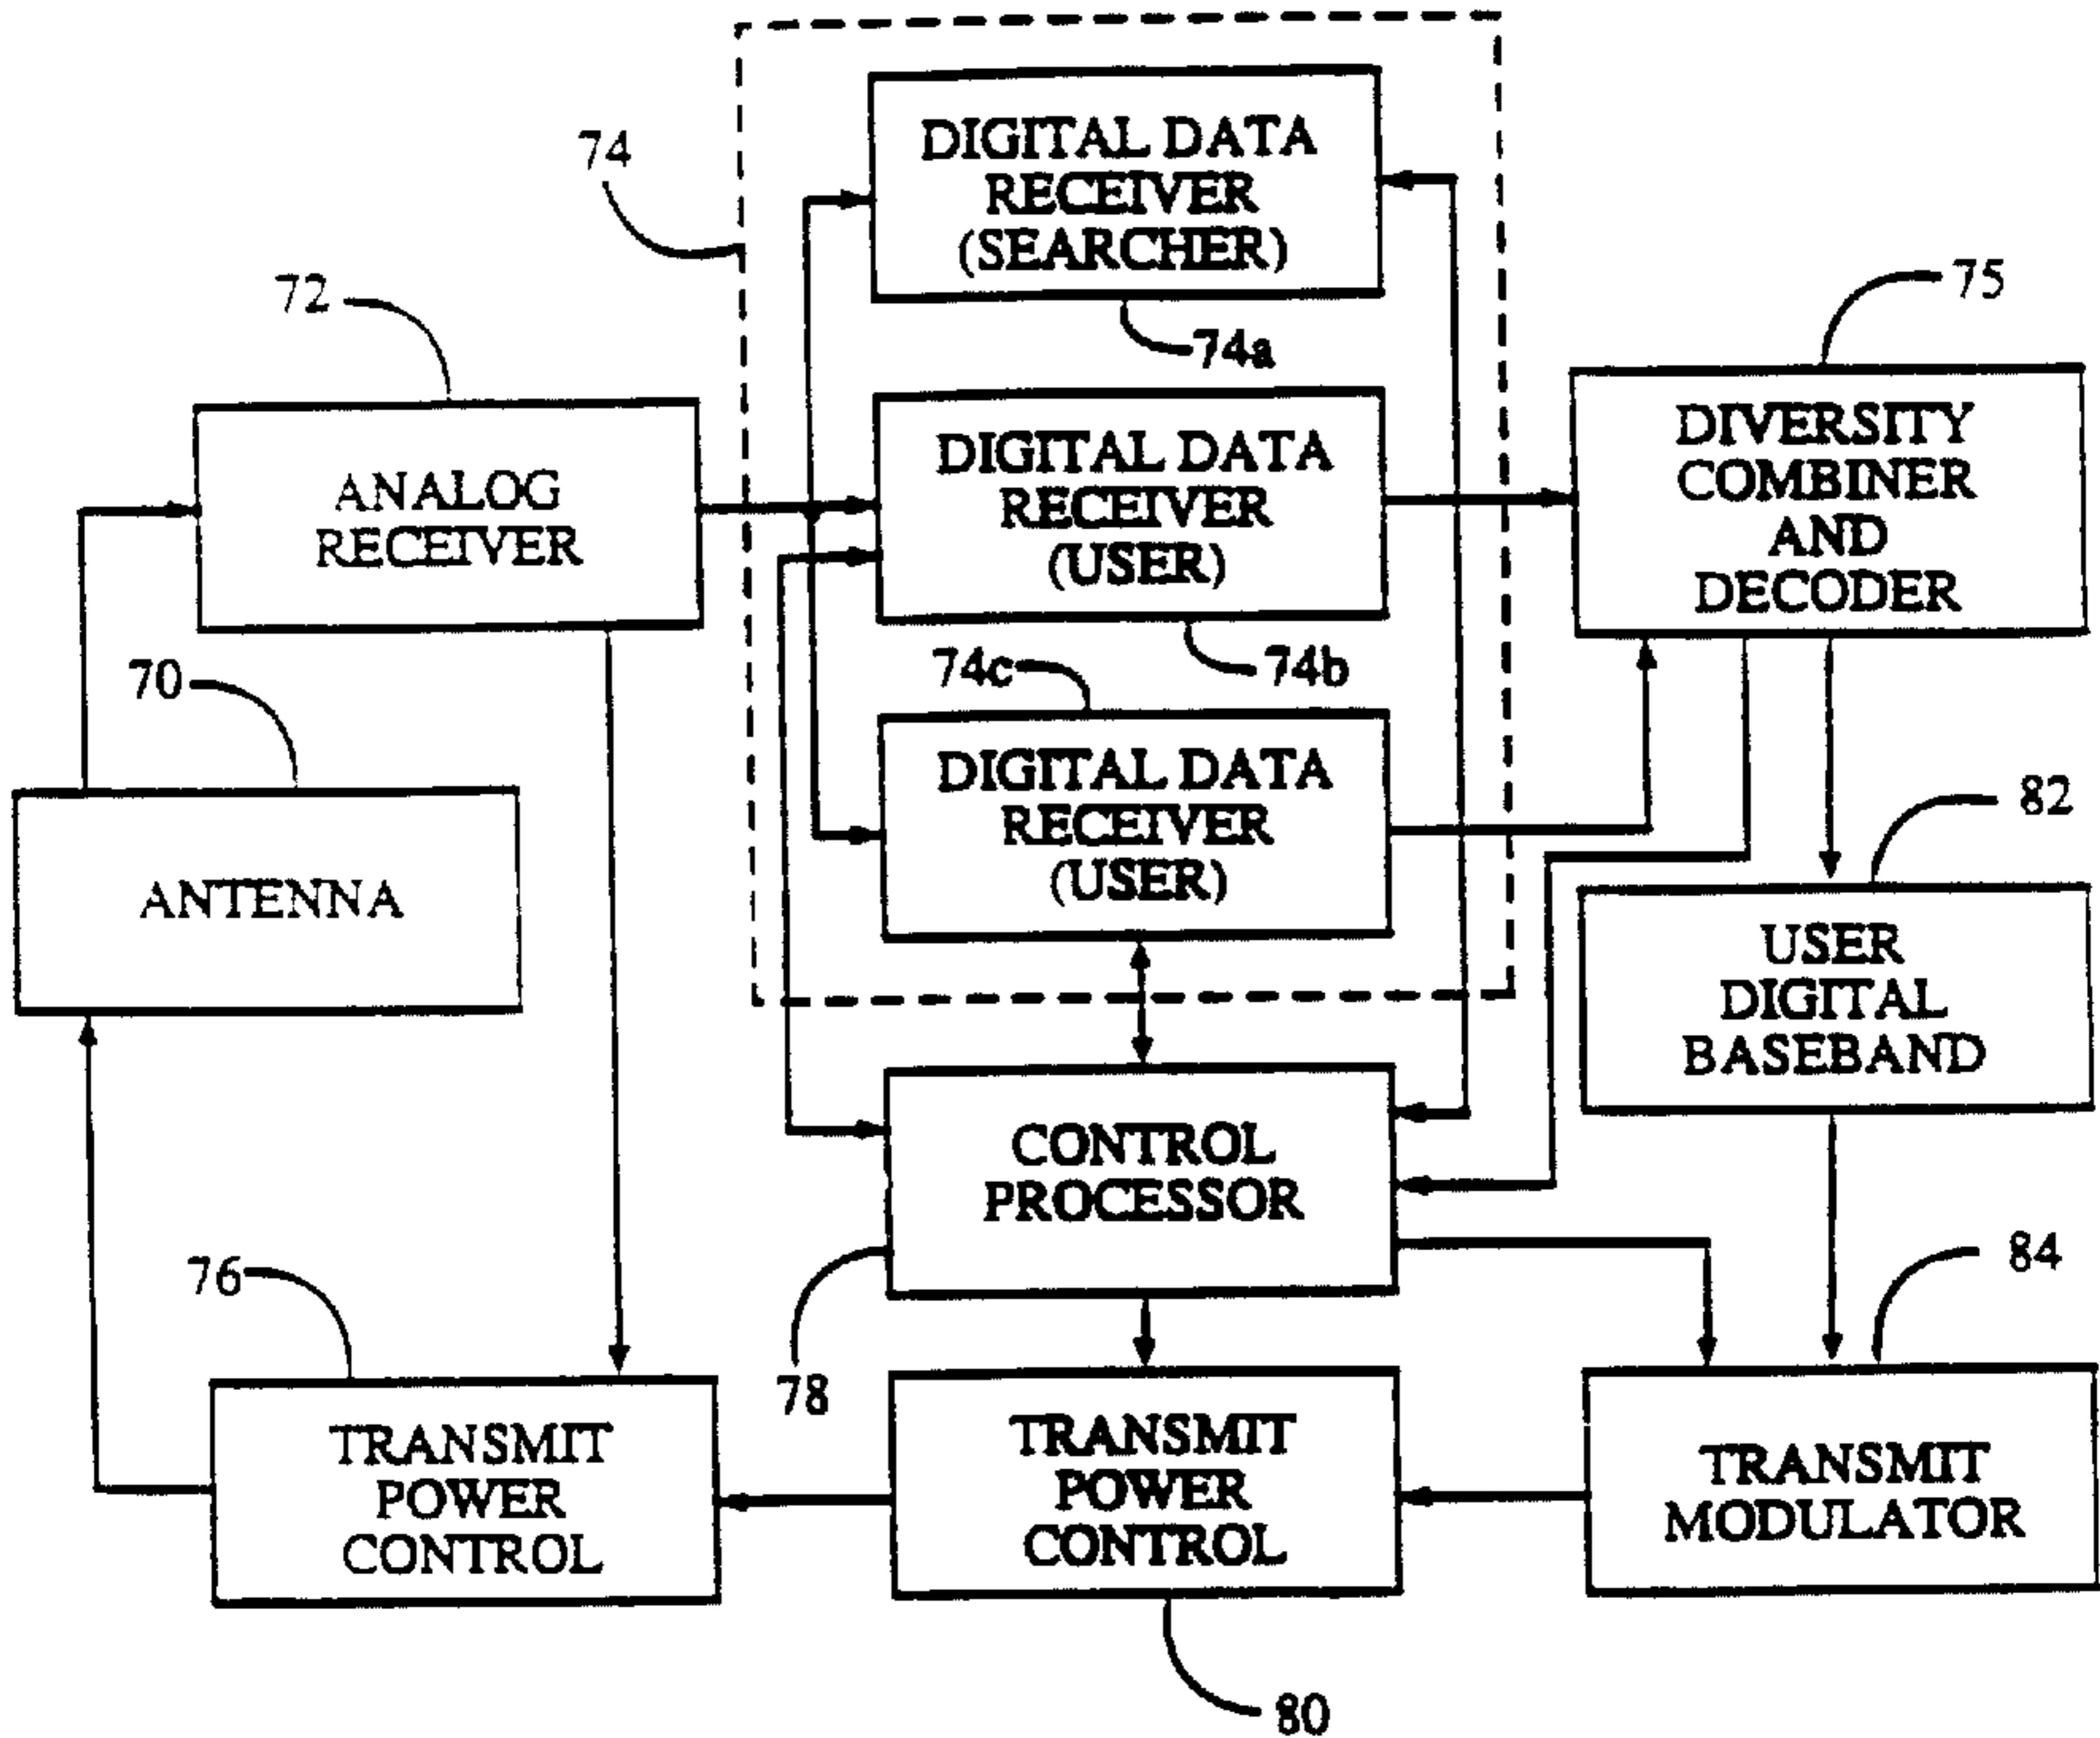 74
DIGITAL DATA
RECEIVER
(SEARCHER)
74a
72
75
ANALOG
RECEIVER
DIGITAL DATA
RECEIVER
(USER)
74b
DIVERSITY
COMBINER
AND
DECODER
70
74c
DIGITAL DATA
RECEIVER
(USER)
82
ANTENNA
USER
DIGITAL
BASEBAND
CONTROL
PROCESSOR
78
76
84
TRANSMIT
POWER
CONTROL
TRANSMIT
POWER
CONTROL
80
TRANSMIT
MODULATOR